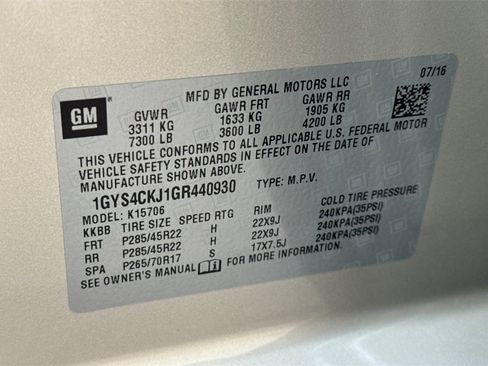 MFD BY GENERAL MOTORS LLC
07/16
GM
GVWR GAWR FRT GAWR RR
3311 KG 1633 KG 1905 KG
7300 LB 3600 LB 4200 LB
THIS VEHICLE CONFORMS TO ALL APPLICABLE U.S. FEDERAL MOTOR
VEHICLE SAFETY STANDARDS IN EFFECT ON THE DATE OF
MANUFACTURE SHOWN ABOVE.
1GYS4CKJ1GR440930 TYPE: M.P.V.
MODEL: K15706
KKBB TIRE SIZE SPEED RTG RIM COLD TIRE PRESSURE
FRT P285/45R22 H 22X9J 240KPA(35PSI)
RR P285/45R22 H 22X9J 240KPA(35PSI)
SPA P265/70R17 S 17X7.5J 240KPA(35PSI)
SEE OWNER'S MANUAL FOR MORE INFORMATION.